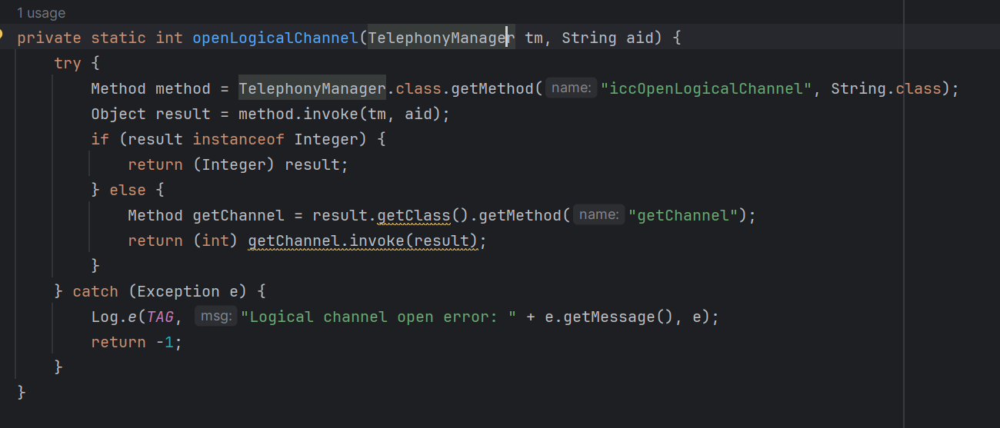 1 usage
private static int openLogicalChannel(TelephonyManager tm, String aid) {
    try {
        Method method = TelephonyManager.class.getMethod( name: "iccOpenLogicalChannel", String.class);
        Object result = method.invoke(tm, aid);
        if (result instanceof Integer) {
            return (Integer) result;
        } else {
            Method getChannel = result.getClass().getMethod( name: "getChannel");
            return (int) getChannel.invoke(result);
        }
    } catch (Exception e) {
        Log.e(TAG, msg: "Logical channel open error: " + e.getMessage(), e);
        return -1;
    }
}